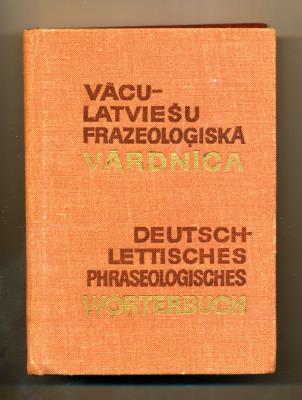 VĀCU-
LATVIEŠU
FRAZEOLOĢISKĀ
VĀRDNĪCA
DEUTSCH-
LETTISCHES
PHRASEOLOGISCHES
WÖRTERBUCH